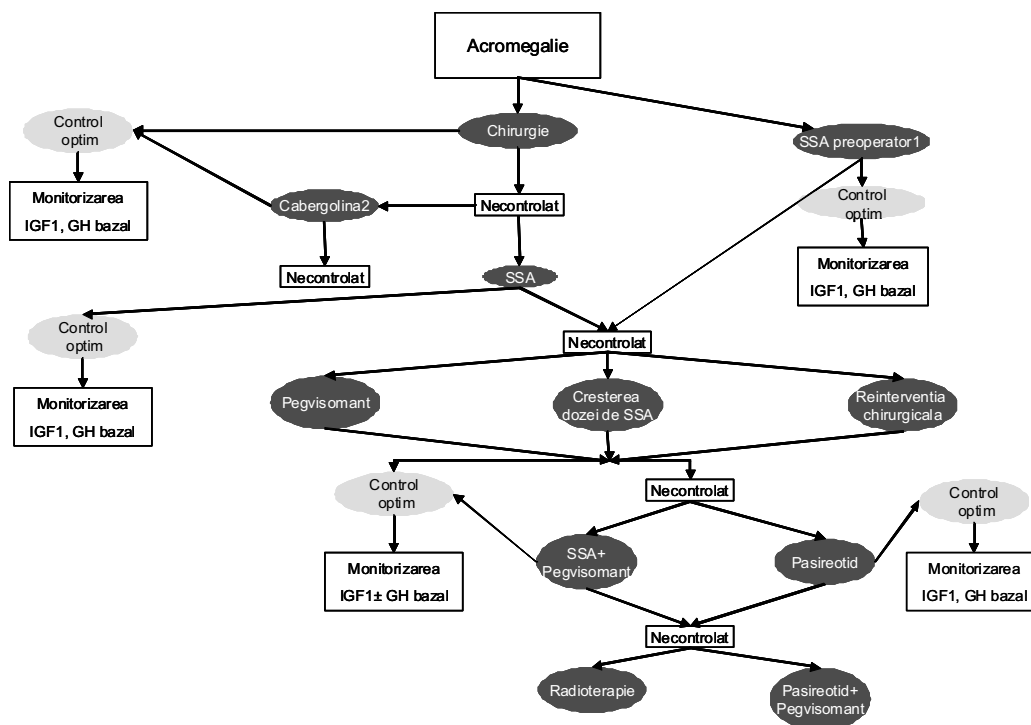 Acromegalie
Control
optim
Chirurgie
SSA preoperator1
Monitorizarea
IGF1, GH bazal
Cabergolina2
Necontrolat
Control
optim
Necontrolat
SSA
Monitorizarea
IGF1, GH bazal
Control
optim
Necontrolat
Monitorizarea
IGF1, GH bazal
Pegvisomant
Cresterea
dozei de SSA
Reinterventia
chirurgicala
Control
optim
Necontrolat
Control
optim
Monitorizarea
IGF1± GH bazal
SSA+
Pegvisomant
Pasireotid
Monitorizarea
IGF1, GH bazal
Necontrolat
Radioterapie
Pasireotid+
Pegvisomant